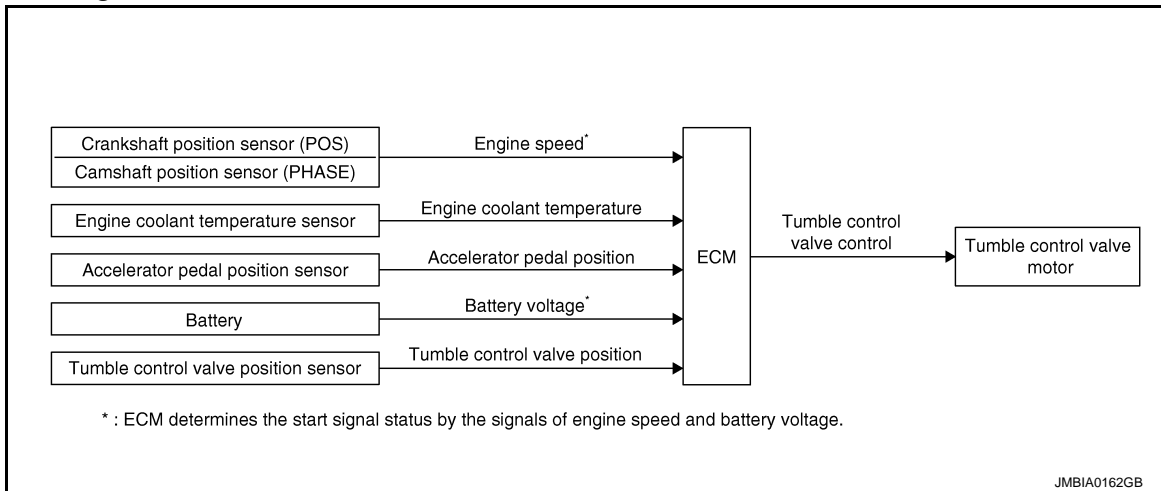 Crankshaft position sensor (POS)
Engine speed*
Camshaft position sensor (PHASE)
Engine coolant temperature sensor
Engine coolant temperature
Accelerator pedal position sensor
Accelerator pedal position
Battery
Battery voltage*
Tumble control valve position sensor
Tumble control valve position
ECM
Tumble control
valve control
Tumble control valve
motor
* : ECM determines the start signal status by the signals of engine speed and battery voltage.
JMBIA0162GB